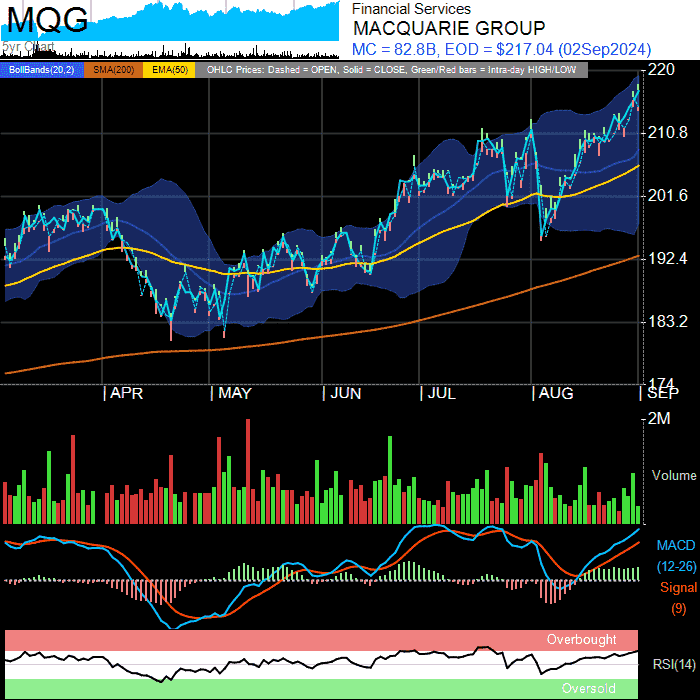 MQG
5yr Chart
Financial Services
MACQUARIE GROUP
MC = 82.8B, EOD = $217.04 (02Sep2024)
BollBands(20,2) SMA(200) EMA(50) OHLC Prices: Dashed = OPEN, Solid = CLOSE, Green/Red bars = Intra-day HIGH/LOW
220
210.8
201.6
192.4
183.2
174
APR MAY JUN JUL AUG SEP
2M
Volume
MACD
(12-26)
Signal
(9)
Overbought
RSI(14)
Oversold